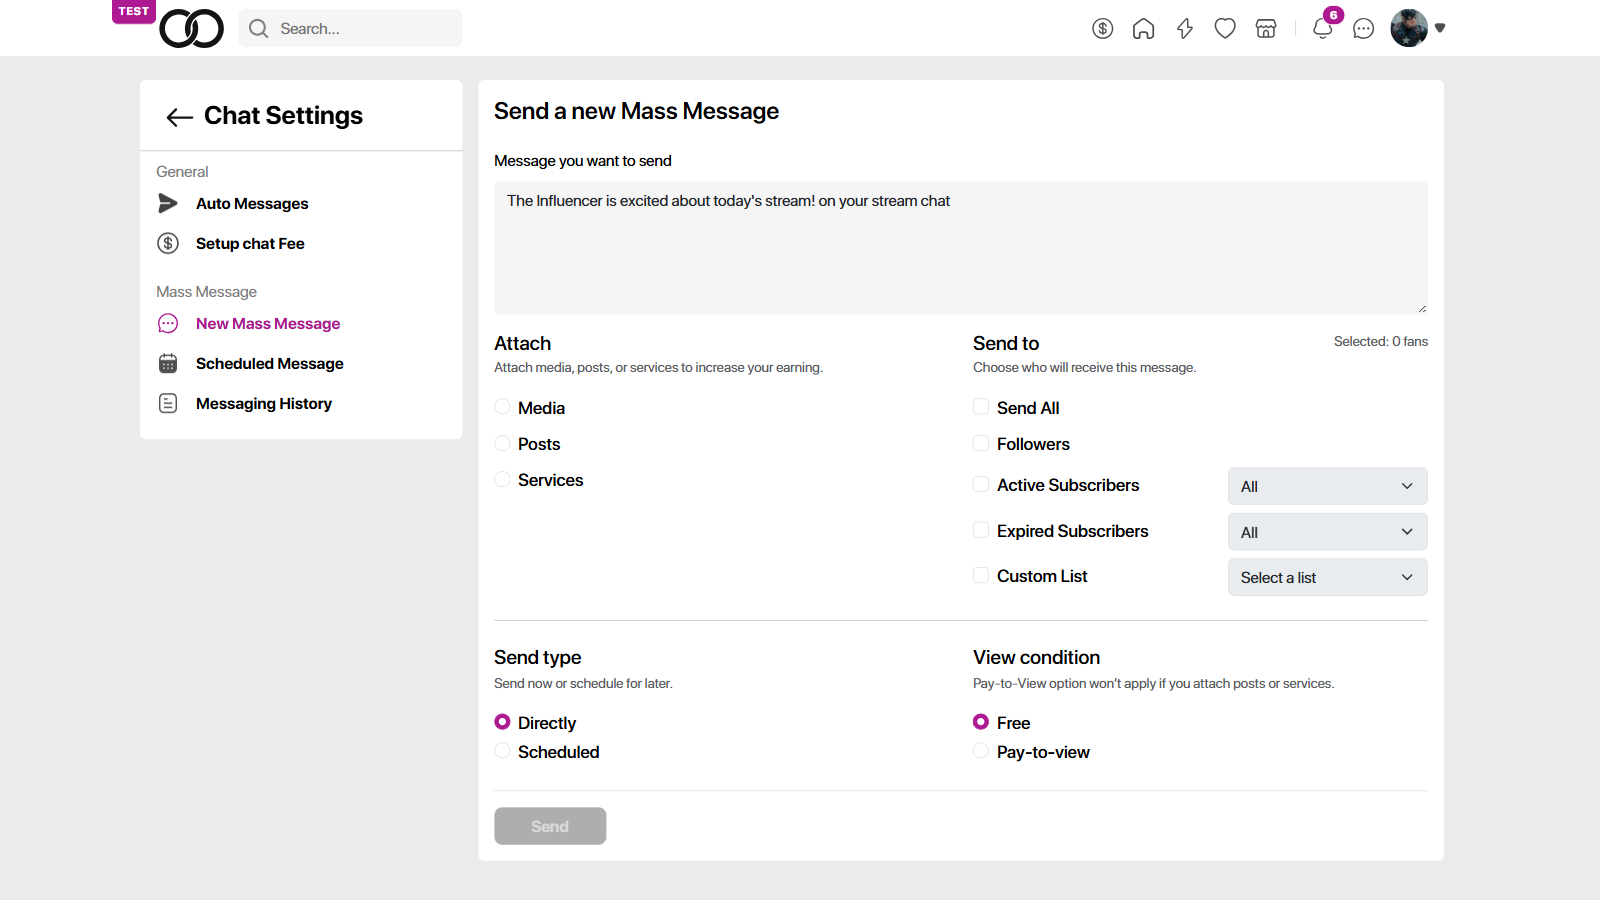 TEST
Search...
6
Chat Settings
General
Auto Messages
Setup chat Fee
Mass Message
New Mass Message
Scheduled Message
Messaging History
Send a new Mass Message
Message you want to send
The Influencer is excited about today's stream! on your stream chat
Attach
Attach media, posts, or services to increase your earning.
Media
Posts
Services
Send to
Selected: 0 fans
Choose who will receive this message.
Send All
Followers
Active Subscribers
All
Expired Subscribers
All
Custom List
Select a list
Send type
Send now or schedule for later.
Directly
Scheduled
View condition
Pay-to-View option won’t apply if you attach posts or services.
Free
Pay-to-view
Send